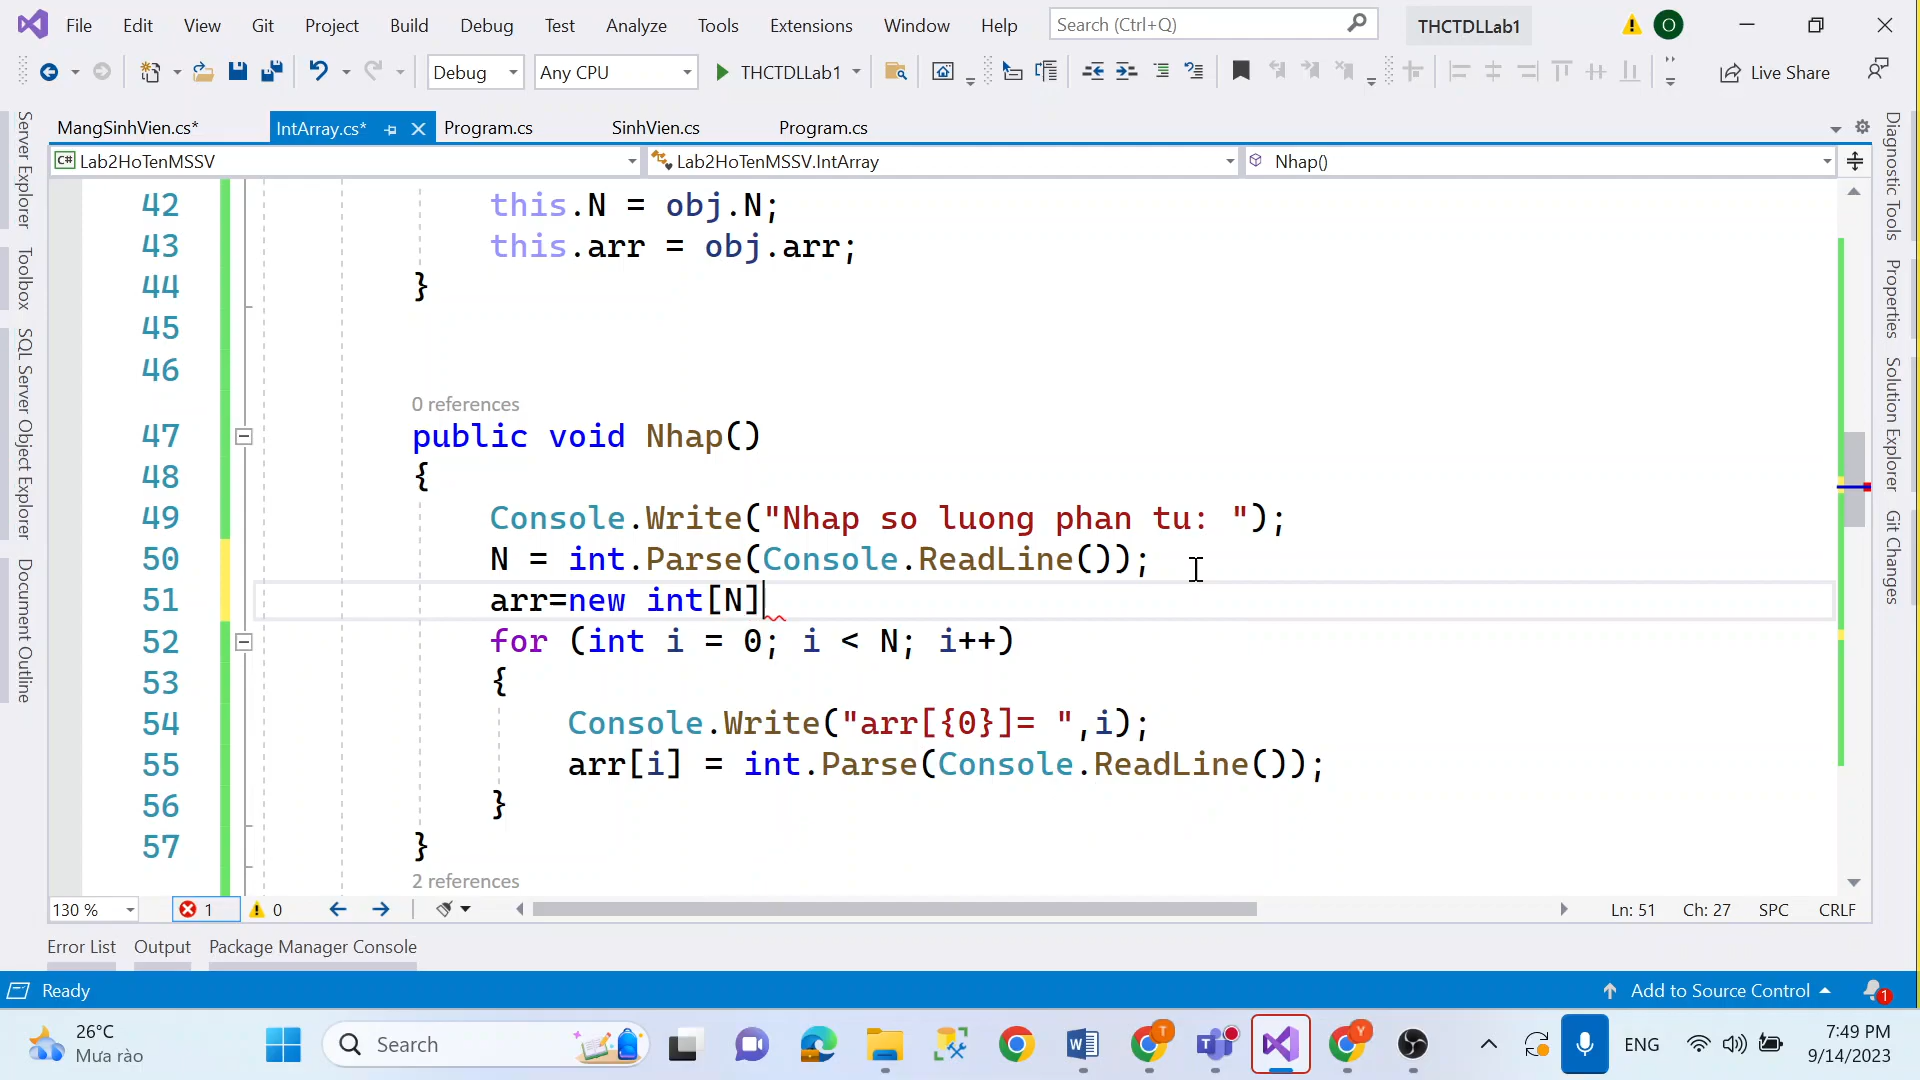 File Edit View Git Project Build Debug Test Analyze Tools Extensions Window Help Search (Ctrl+Q) THCTDLLab1 O
Debug Any CPU THCTDLLab1 Live Share
MangSinhVien.cs* IntArray.cs* Program.cs SinhVien.cs Program.cs
C# Lab2HoTenMSSV Lab2HoTenMSSV.IntArray Nhap()
Server Explorer
Toolbox
SQL Server Object Explorer
Document Outline
42 this.N = obj.N;
43 this.arr = obj.arr;
44 }
45
46
0 references
47 public void Nhap()
48 {
49 Console.Write("Nhap so luong phan tu: ");
50 N = int.Parse(Console.ReadLine());
51 arr=new int[N]
52 for (int i = 0; i < N; i++)
53 {
54 Console.Write("arr[{0}]= ",i);
55 arr[i] = int.Parse(Console.ReadLine());
56 }
57 }
2 references
Diagnostic Tools
Properties
Solution Explorer
Git Changes
130 % 1 0 Ln: 51 Ch: 27 SPC CRLF
Error List Output Package Manager Console
Ready Add to Source Control 1
26°C
Mưa rào
Search
T
Y
ENG
7:49 PM
9/14/2023